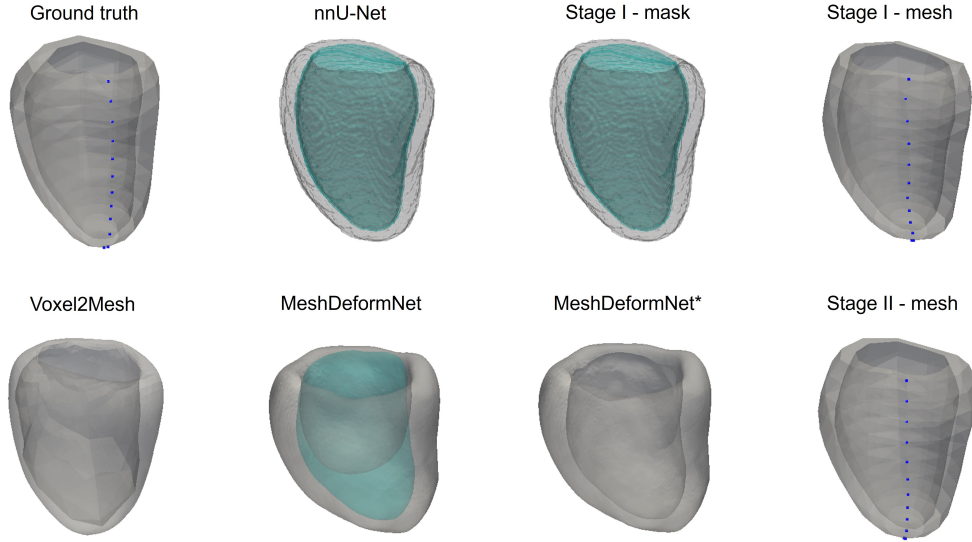 Ground truth
nnU-Net
Stage I - mask
Stage I - mesh
Voxel2Mesh
MeshDeformNet
MeshDeformNet*
Stage II - mesh